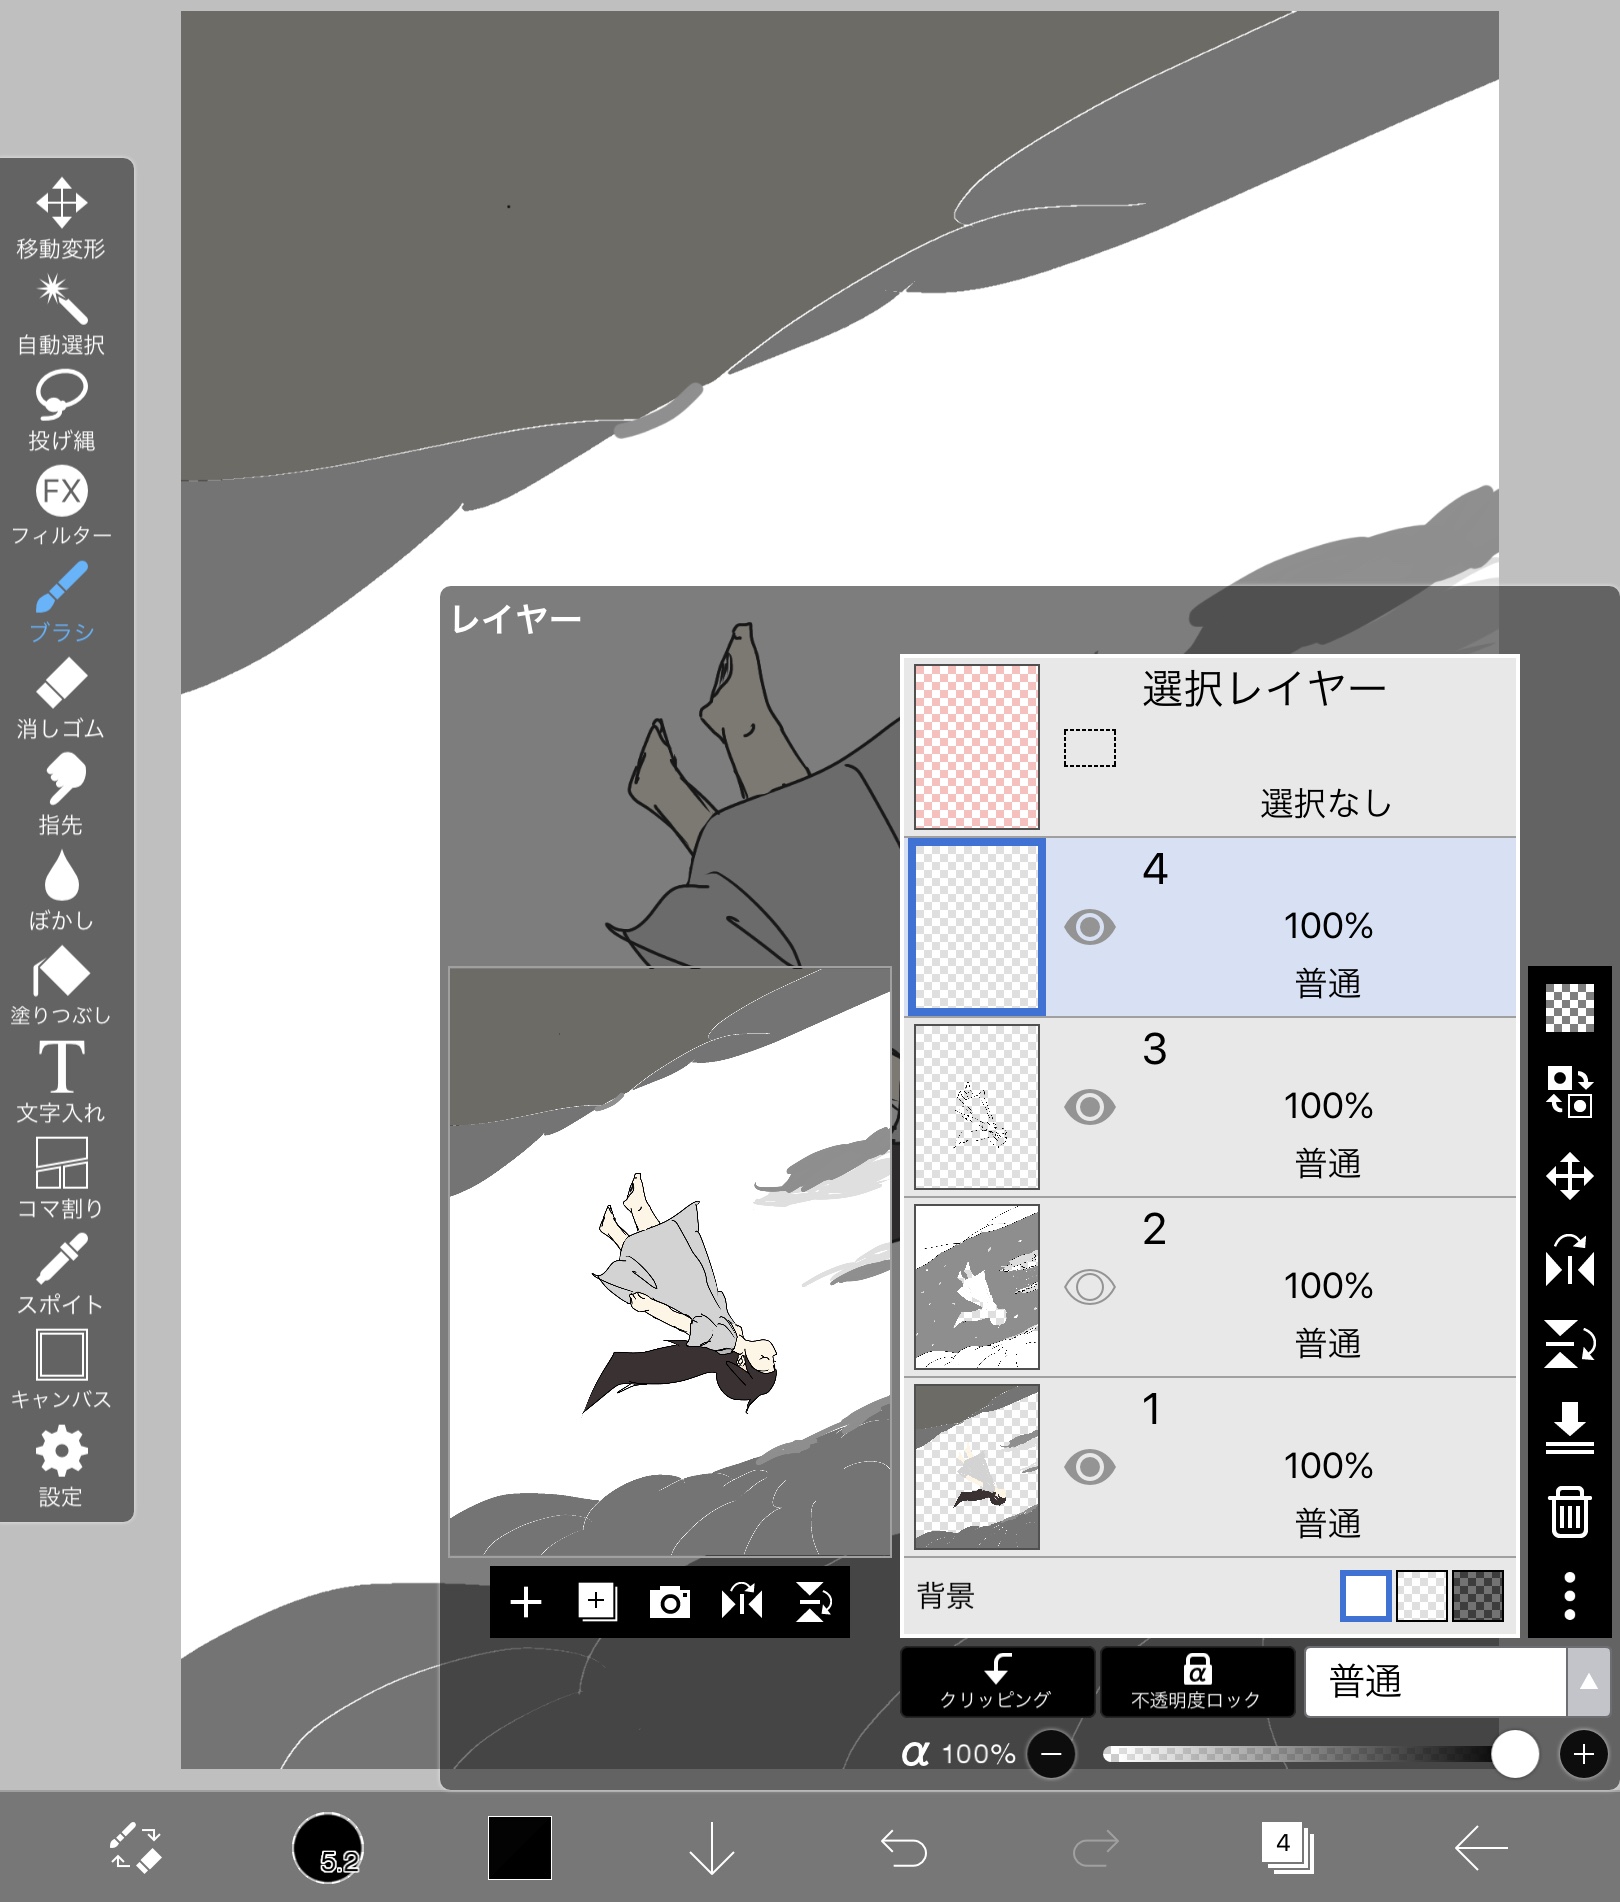 移動変形
自動選択
投げ縄
FX
フィルター
ブラシ
消しゴム
指先
ぼかし
塗りつぶし
T
文字入れ
コマ割り
スポイト
キャンバス
設定
レイヤー
選択レイヤー
選択なし
4
100%
普通
3
100%
普通
2
100%
普通
1
100%
普通
背景
クリッピング
α
不透明度ロック
普通
α 100%
5.2
4